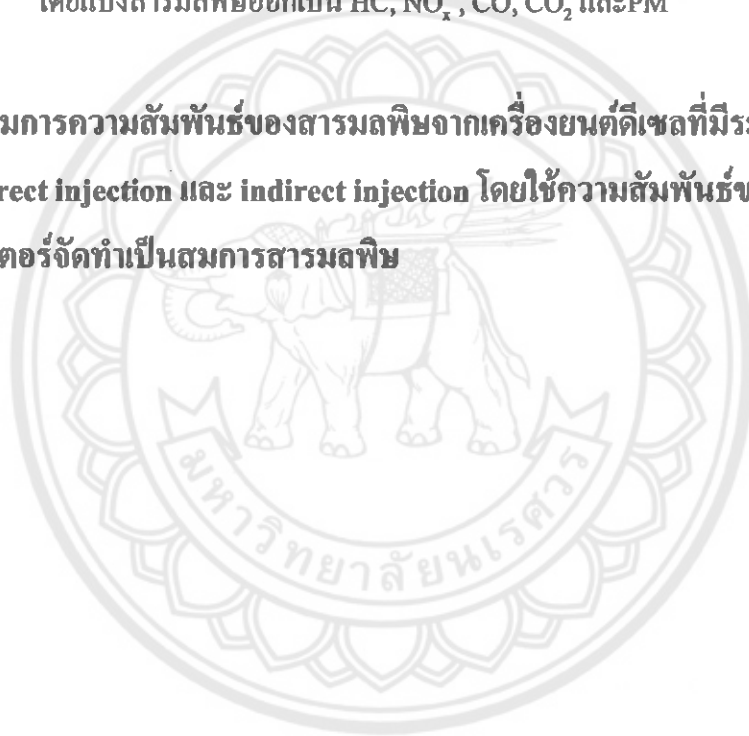 โดยแบ่งสารมลพิษออกเป็น HC, NOₓ , CO, CO₂ และPM
มการความสัมพันธ์ของสารมลพิษจากเครื่องยนต์ดีเซลที่มีระ
rect injection และ indirect injection โดยใช้ความสัมพันธ์ข
ตอร์จัดทำเป็นสมการสารมลพิษ
มหาวิทยาลัยนเรศวร